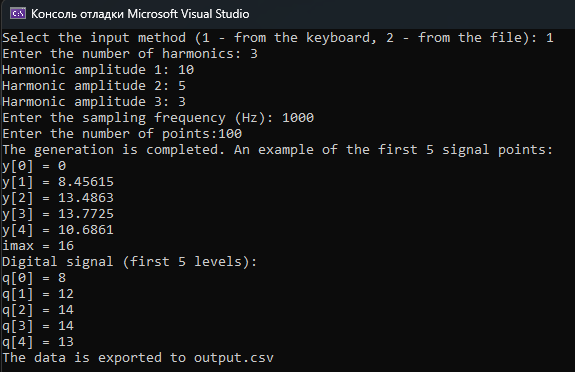 Консоль отладки Microsoft Visual Studio
Select the input method (1 - from the keyboard, 2 - from the file): 1
Enter the number of harmonics: 3
Harmonic amplitude 1: 10
Harmonic amplitude 2: 5
Harmonic amplitude 3: 3
Enter the sampling frequency (Hz): 1000
Enter the number of points:100
The generation is completed. An example of the first 5 signal points:
y[0] = 0
y[1] = 8.45615
y[2] = 13.4863
y[3] = 13.7725
y[4] = 10.6861
imax = 16
Digital signal (first 5 levels):
q[0] = 8
q[1] = 12
q[2] = 14
q[3] = 14
q[4] = 13
The data is exported to output.csv